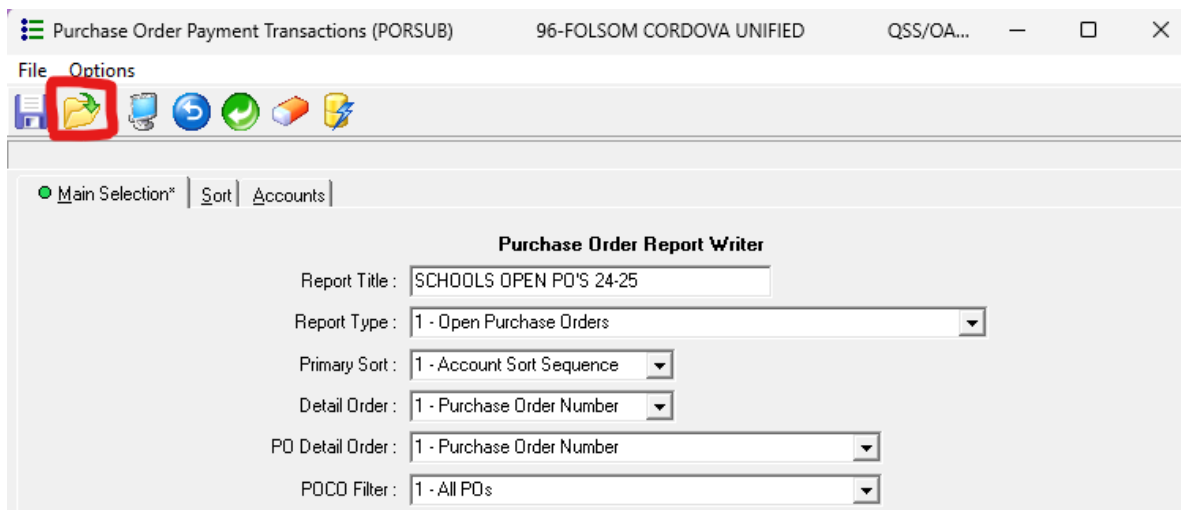 Purchase Order Payment Transactions (PORSUB) 96-FOLSOM CORDOVA UNIFIED QSS/OA...
File Options
Main Selection* Sort Accounts
Purchase Order Report Writer
Report Title : SCHOOLS OPEN PO'S 24-25
Report Type : 1 - Open Purchase Orders
Primary Sort : 1 - Account Sort Sequence
Detail Order : 1 - Purchase Order Number
PO Detail Order : 1 - Purchase Order Number
POCO Filter : 1 - All POs